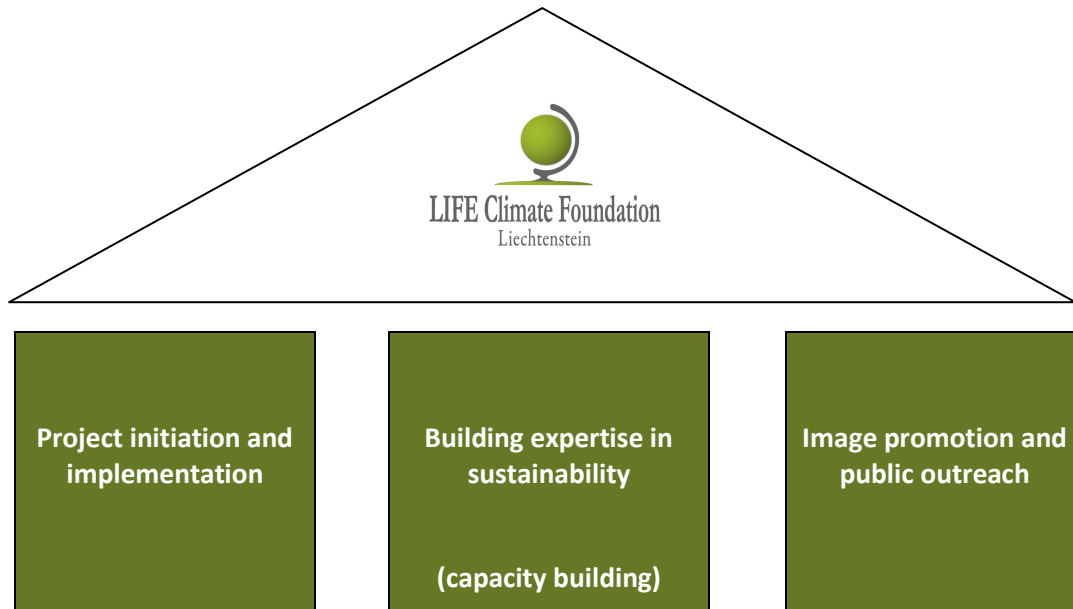 LIFE Climate Foundation
Liechtenstein
Project initiation and
implementation
Building expertise in
sustainability
(capacity building)
Image promotion and
public outreach